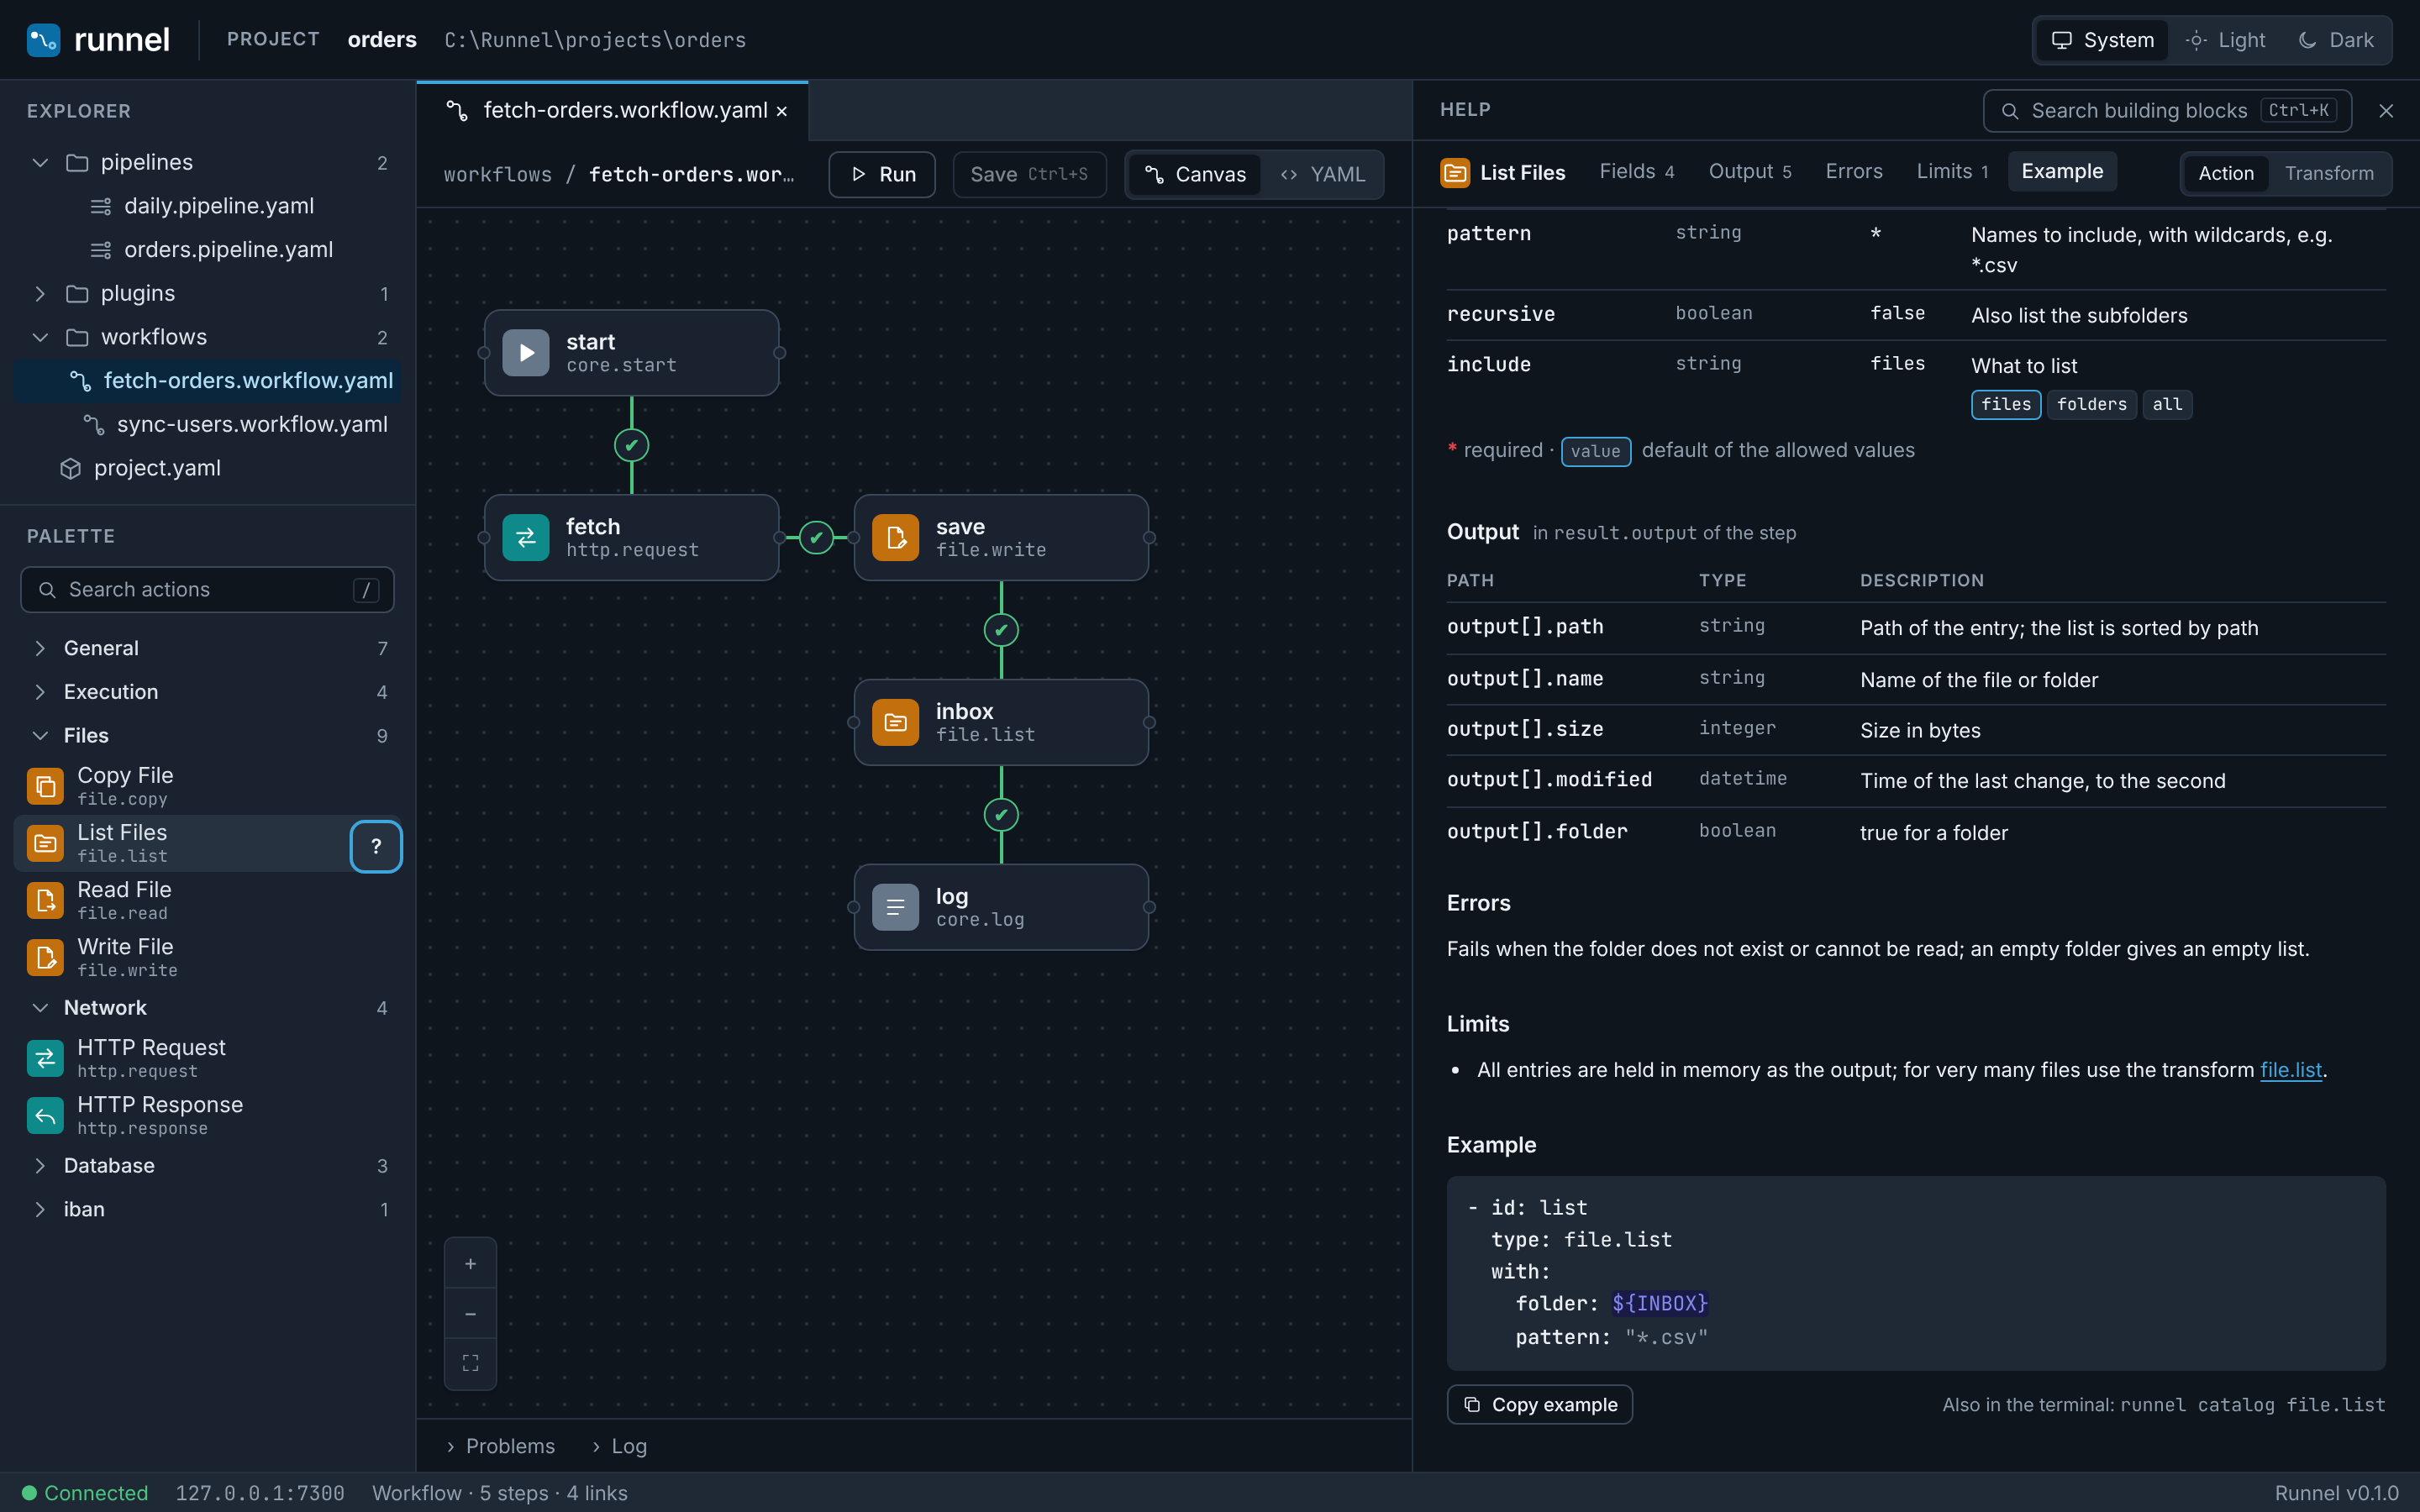 runnel
PROJECT orders C:\Runnel\projects\orders
System Light Dark
EXPLORER
pipelines 2
daily.pipeline.yaml
orders.pipeline.yaml
plugins 1
workflows 2
fetch-orders.workflow.yaml
sync-users.workflow.yaml
project.yaml
PALETTE
Search actions /
General 7
Execution 4
Files 9
Copy File
file.copy
List Files
file.list
?
Read File
file.read
Write File
file.write
Network 4
HTTP Request
http.request
HTTP Response
http.response
Database 3
iban 1
fetch-orders.workflow.yaml ×
workflows / fetch-orders.wor… Run Save Ctrl+S Canvas YAML
start
core.start
fetch
http.request
save
file.write
inbox
file.list
log
core.log
+
−
Problems Log
HELP Search building blocks Ctrl+K
List Files Fields 4 Output 5 Errors Limits 1 Example Action Transform
pattern string * Names to include, with wildcards, e.g.
*.csv
recursive boolean false Also list the subfolders
include string files What to list
files folders all
* required · value default of the allowed values
Output in result.output of the step
PATH TYPE DESCRIPTION
output[].path string Path of the entry; the list is sorted by path
output[].name string Name of the file or folder
output[].size integer Size in bytes
output[].modified datetime Time of the last change, to the second
output[].folder boolean true for a folder
Errors
Fails when the folder does not exist or cannot be read; an empty folder gives an empty list.
Limits
• All entries are held in memory as the output; for very many files use the transform file.list.
Example
- id: list
type: file.list
with:
folder: ${INBOX}
pattern: "*.csv"
Copy example Also in the terminal: runnel catalog file.list
Connected 127.0.0.1:7300 Workflow · 5 steps · 4 links Runnel v0.1.0